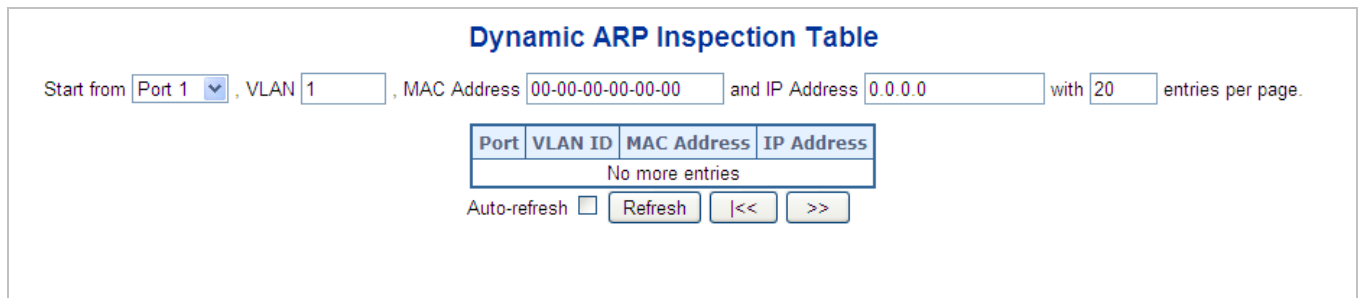 Dynamic ARP Inspection Table
Start from Port 1 , VLAN 1 , MAC Address 00-00-00-00-00-00 and IP Address 0.0.0.0 with 20 entries per page.
Port VLAN ID MAC Address IP Address
No more entries
Auto-refresh Refresh |<< >>